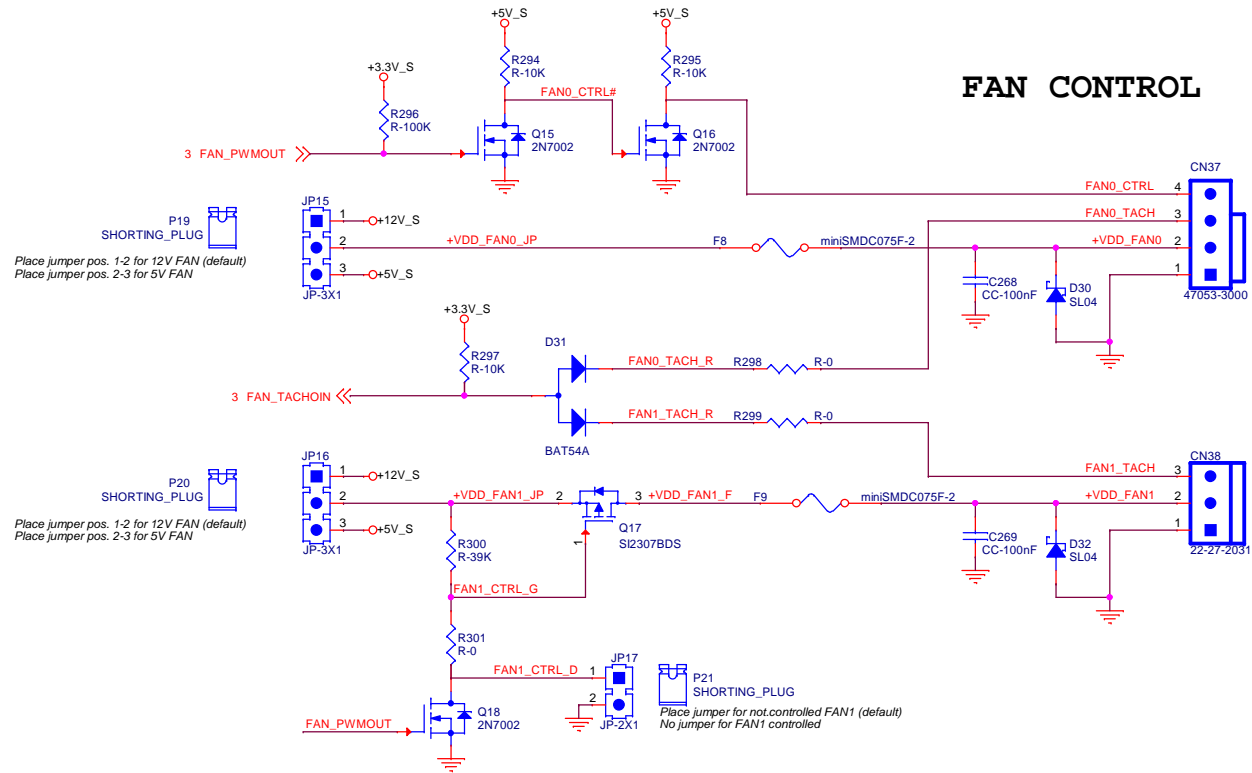 FAN CONTROL
+5V_S
+5V_S
R294
R-10K
R295
R-10K
+3.3V_S
R296
R-100K
FAN0_CTRL#
Q15
2N7002
Q16
2N7002
3 FAN_PWMOUT
CN37
FAN0_CTRL 4
FAN0_TACH 3
+VDD_FAN0 2
1
47053-3000
P19
SHORTING_PLUG
Place jumper pos. 1-2 for 12V FAN (default)
Place jumper pos. 2-3 for 5V FAN
JP15
1 +12V_S
2 +VDD_FAN0_JP
3 +5V_S
JP-3X1
F8 miniSMDC075F-2
C268
CC-100nF
D30
SL04
+3.3V_S
R297
R-10K
D31
FAN0_TACH_R R298 R-0
3 FAN_TACHOIN
FAN1_TACH_R R299 R-0
BAT54A
P20
SHORTING_PLUG
Place jumper pos. 1-2 for 12V FAN (default)
Place jumper pos. 2-3 for 5V FAN
JP16
1 +12V_S
2 +VDD_FAN1_JP
3 +5V_S
JP-3X1
2 3 +VDD_FAN1_F
1
Q17
SI2307BDS
F9 miniSMDC075F-2
CN38
FAN1_TACH 3
+VDD_FAN1 2
1
22-27-2031
C269
CC-100nF
D32
SL04
R300
R-39K
FAN1_CTRL_G
R301
R-0
FAN1_CTRL_D
JP17
1
2
JP-2X1
P21
SHORTING_PLUG
Place jumper for not.controlled FAN1 (default)
No jumper for FAN1 controlled
FAN_PWMOUT
Q18
2N7002